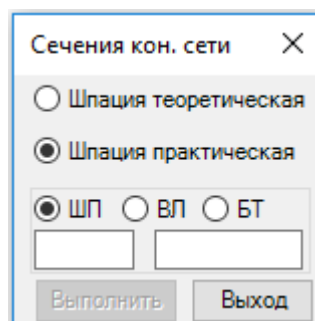 Сечения кон. сети
Шпация теоретическая
Шпация практическая
ШП ВЛ БТ
Выполнить Выход